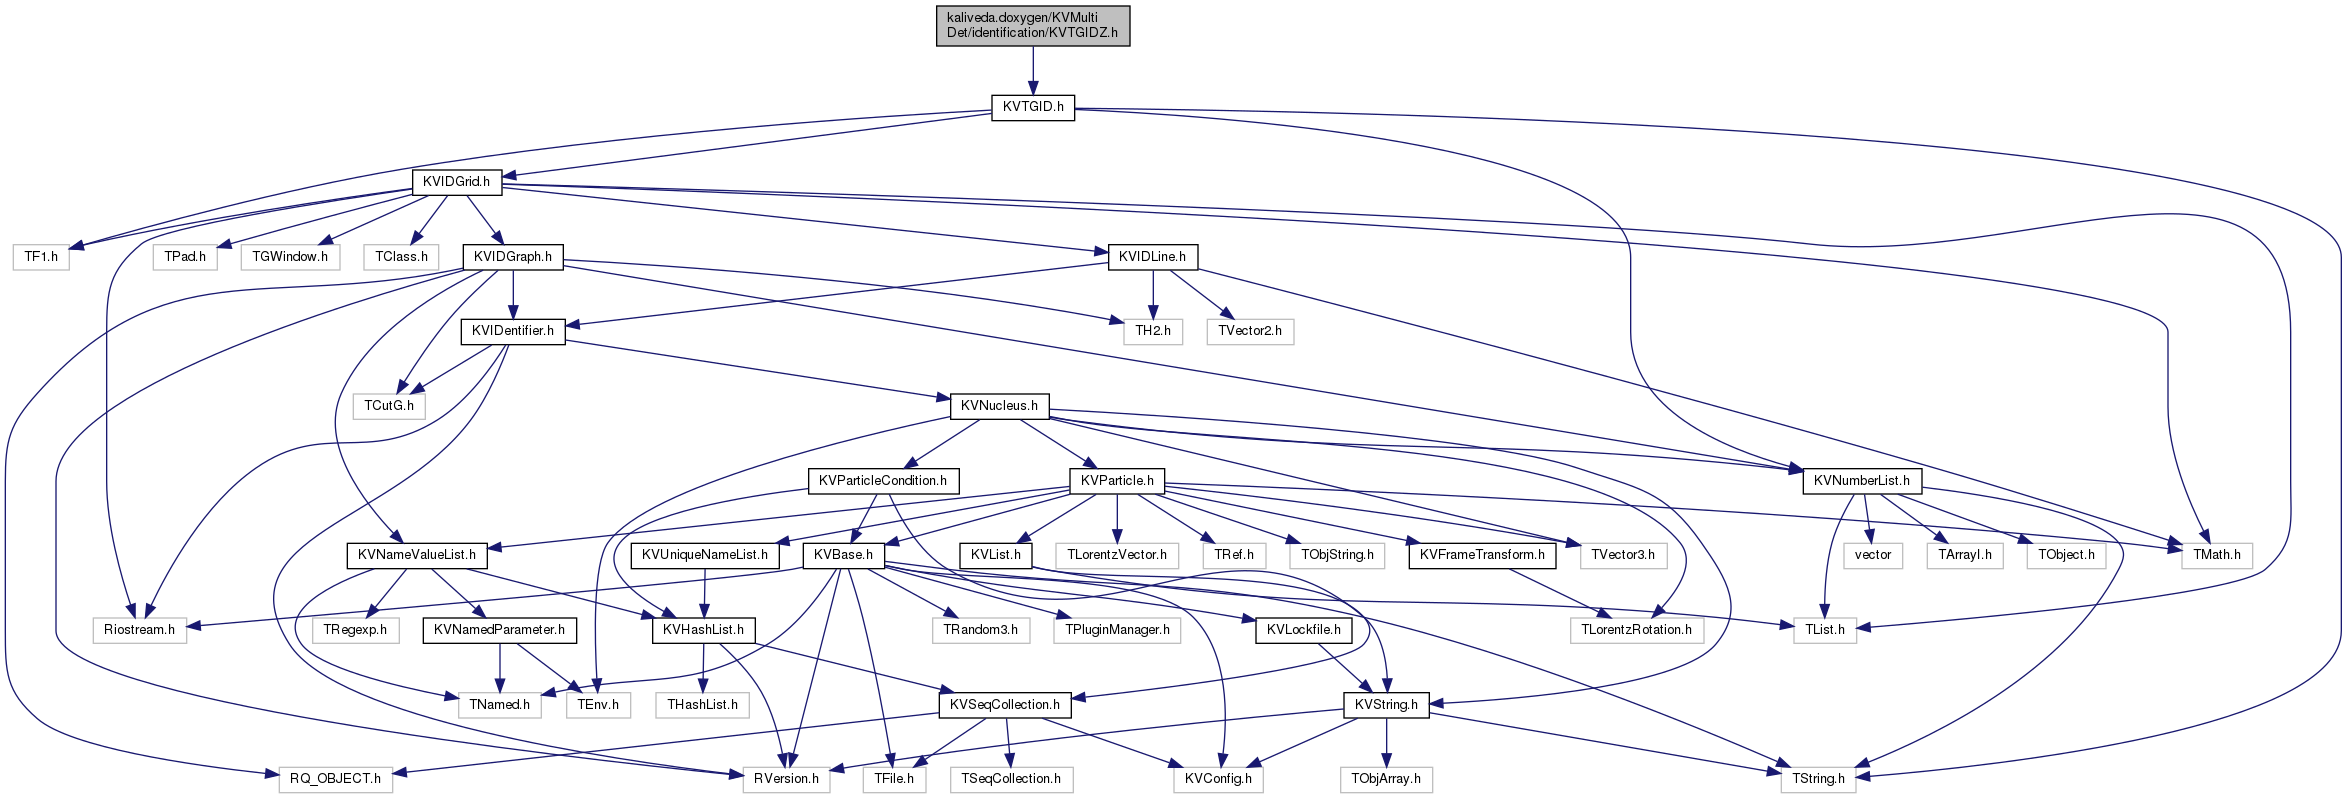 kaliveda.doxygen/KVMulti
Det/identification/KVTGIDZ.h
KVTGID.h
KVIDGrid.h
TF1.h
TPad.h
TGWindow.h
TClass.h
KVIDGraph.h
KVIDLine.h
KVIDentifier.h
TH2.h
TVector2.h
TCutG.h
KVNucleus.h
KVParticleCondition.h
KVParticle.h
KVNumberList.h
KVNameValueList.h
KVUniqueNameList.h
KVBase.h
KVList.h
TLorentzVector.h
TRef.h
TObjString.h
KVFrameTransform.h
TVector3.h
vector
TArrayI.h
TObject.h
TMath.h
Riostream.h
TRegexp.h
KVNamedParameter.h
KVHashList.h
TRandom3.h
TPluginManager.h
KVLockfile.h
TLorentzRotation.h
TList.h
TNamed.h
TEnv.h
THashList.h
KVSeqCollection.h
KVString.h
RQ_OBJECT.h
RVersion.h
TFile.h
TSeqCollection.h
KVConfig.h
TObjArray.h
TString.h